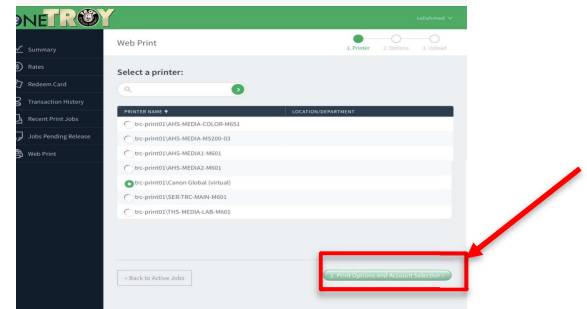 ONETROY
sallahmed
Summary
Rates
Redeem Card
Transaction History
Recent Print Jobs
Jobs Pending Release
Web Print
Web Print
1. Printer
2. Options
3. Upload
Select a printer:
PRINTER NAME
LOCATION/DEPARTMENT
trc-print01\AHS-MEDIA-COLOR-M651
trc-print01\AHS-MEDIA-M5200-03
trc-print01\AHS-MEDIA1-M601
trc-print01\AHS-MEDIA2-M601
trc-print01\Canon Global (virtual)
trc-print01\SER-TRC-MAIN-M601
trc-print01\THS-MEDIA-LAB-M601
« Back to Active Jobs
2. Print Options and Account Selection »